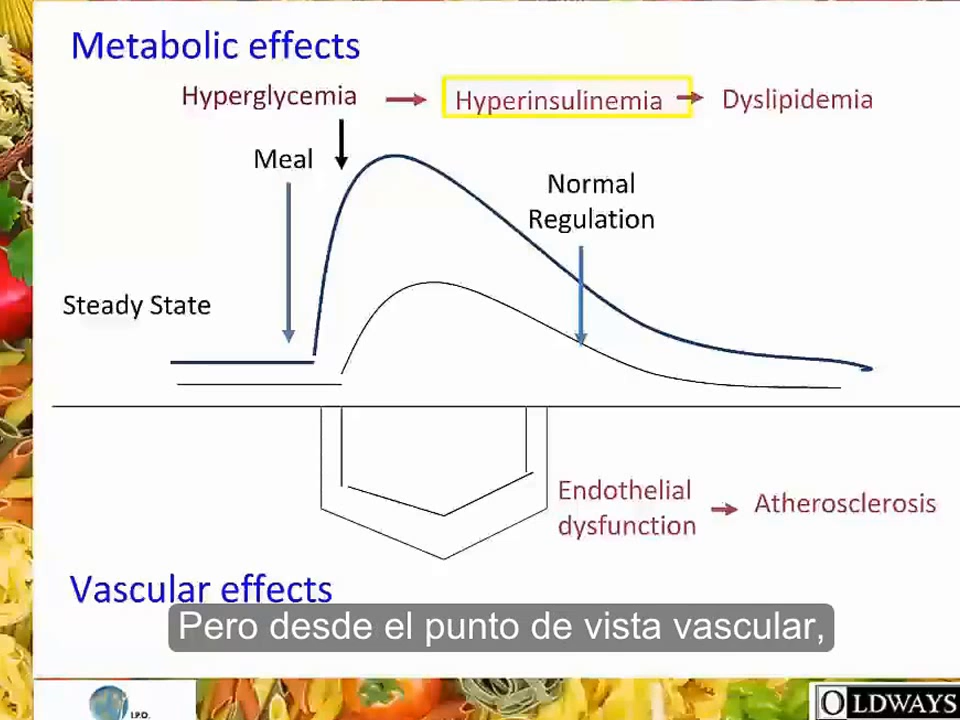 Metabolic effects
Hyperglycemia
Hyperinsulinemia
Dyslipidemia
Meal
Normal
Regulation
Steady State
Endothelial
dysfunction
Atherosclerosis
Vascular effects
Pero desde el punto de vista vascular,
I.P.O.
OLDWAYS